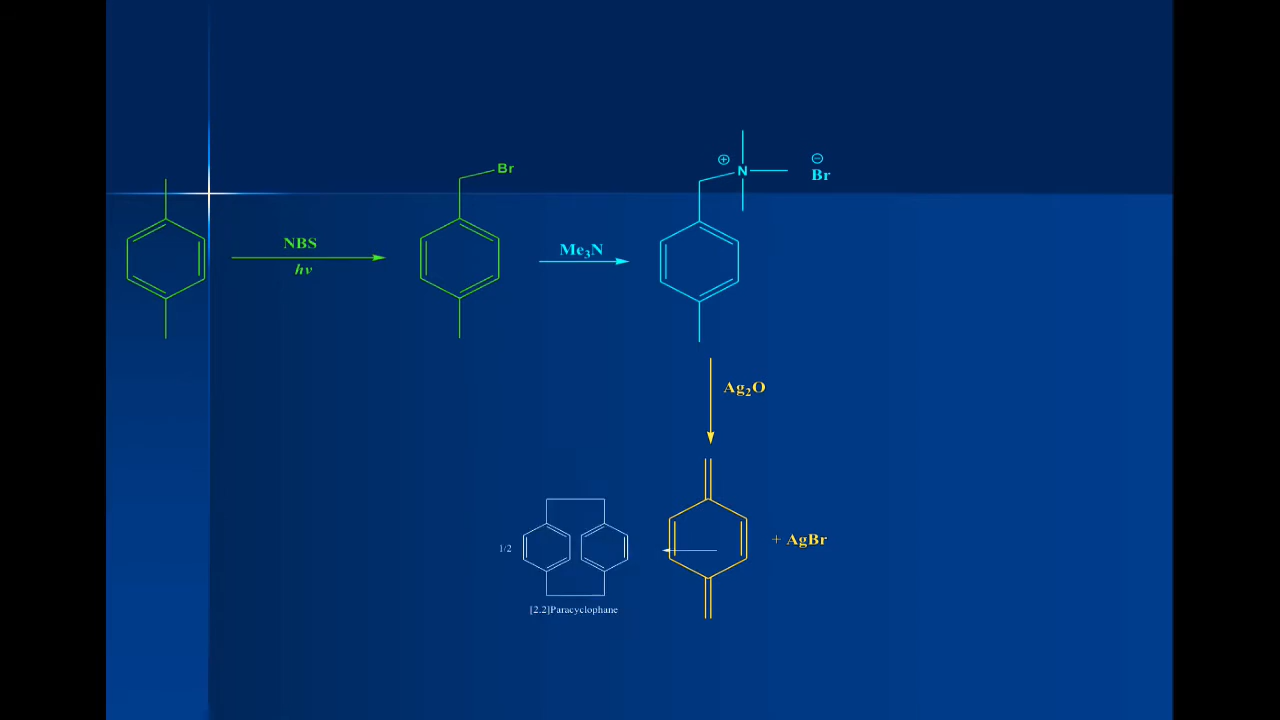 Br
NBS
hν
Me₃N
⊕
N
⊖
Br
Ag₂O
+ AgBr
1/2
[2.2]Paracyclophane